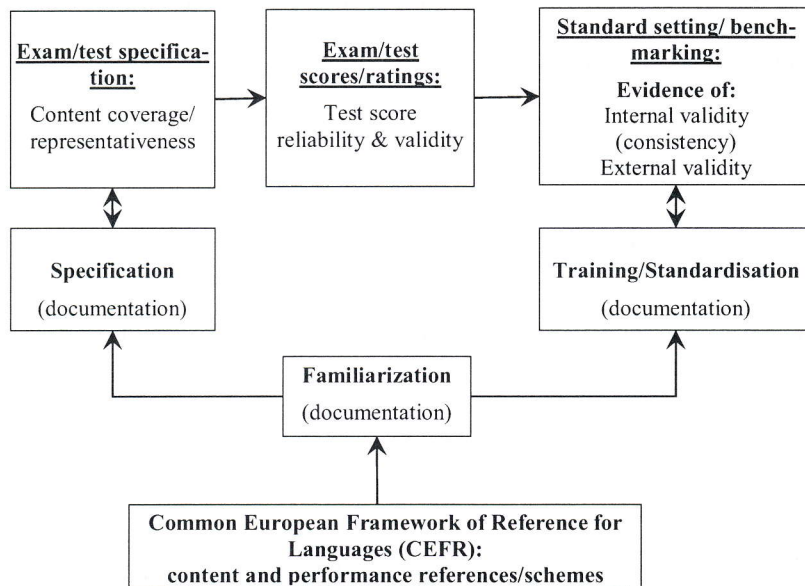 Exam/test specifica-
tion:
Content coverage/
representativeness
Exam/test
scores/ratings:
Test score
reliability & validity
Standard setting/ bench-
marking:
Evidence of:
Internal validity
(consistency)
External validity
Specification
(documentation)
Training/Standardisation
(documentation)
Familiarization
(documentation)
Common European Framework of Reference for
Languages (CEFR):
content and performance references/schemes